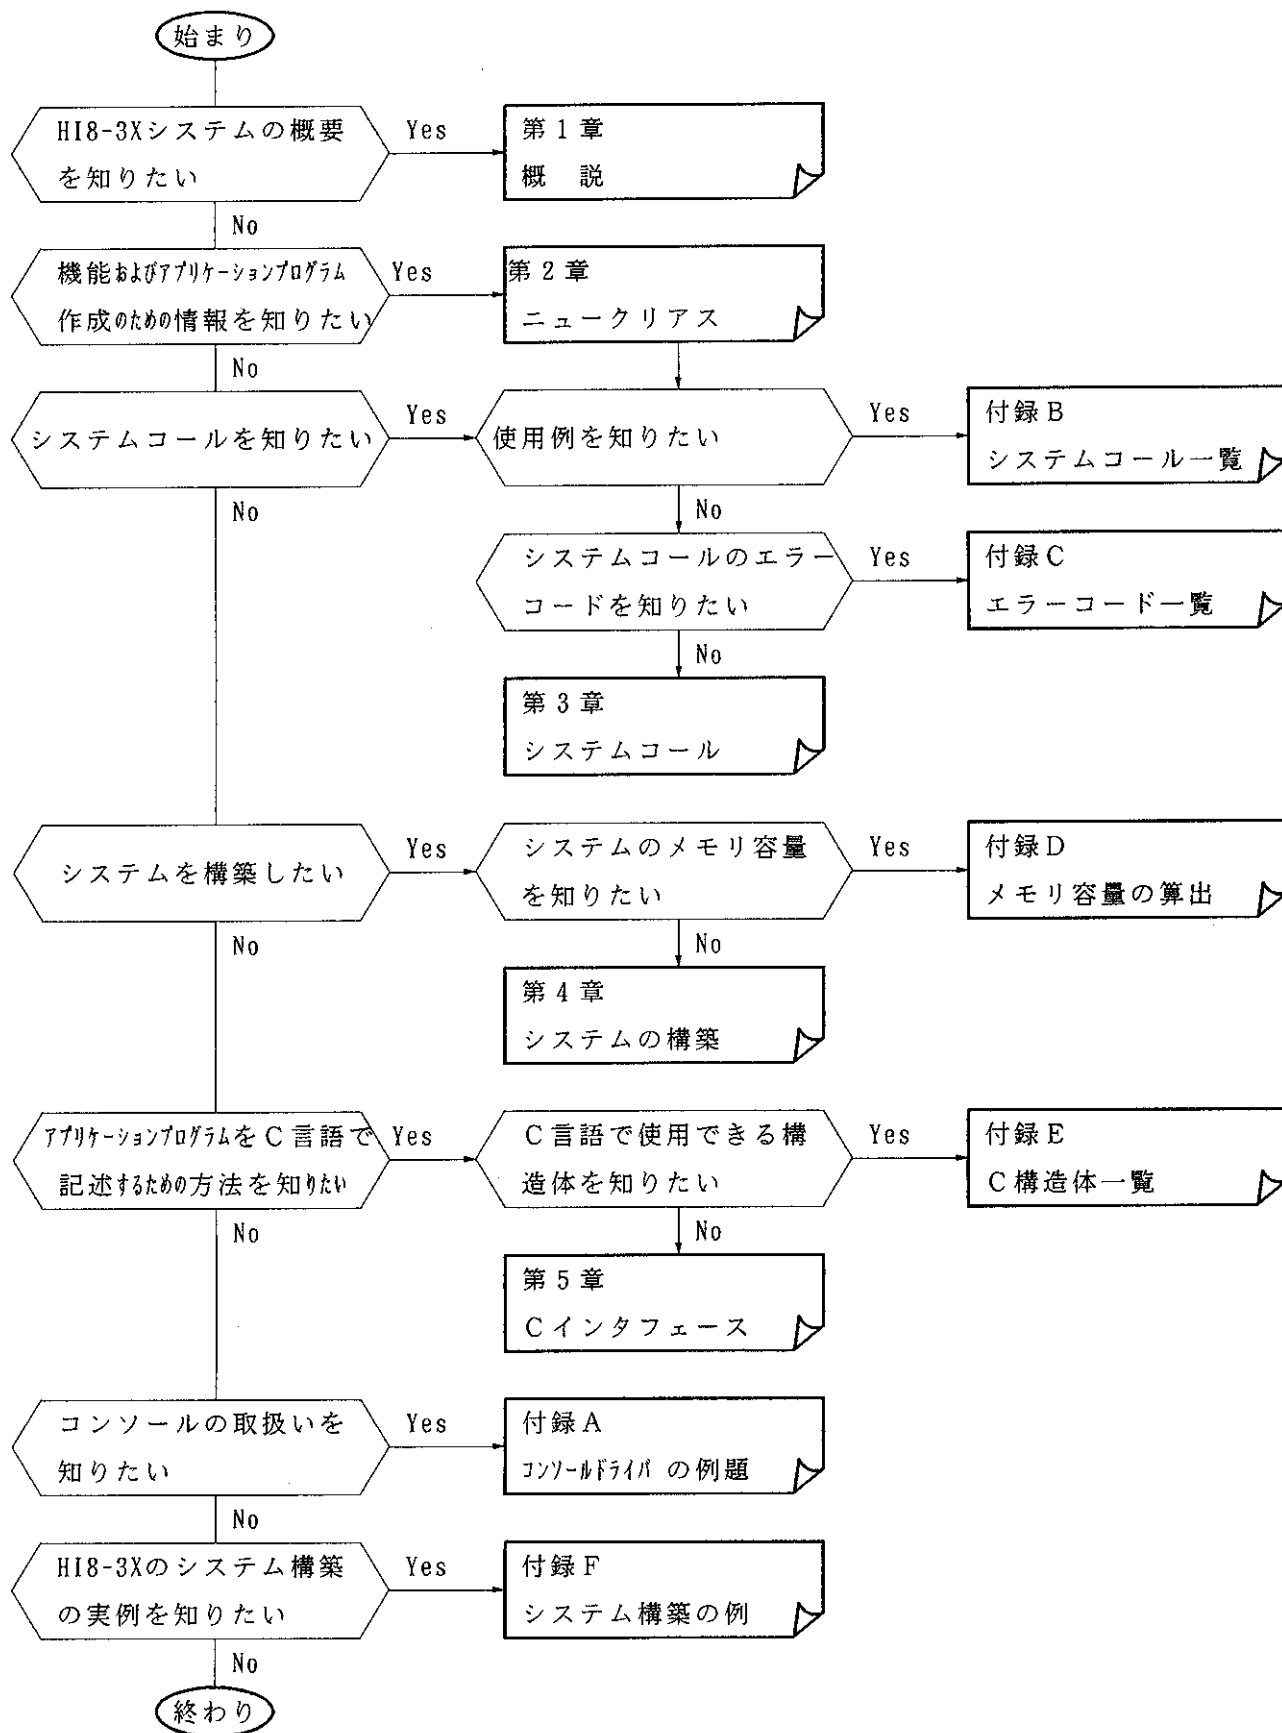 始まり
HI8-3Xシステムの概要
を知りたい
Yes
第1章
概　説
No
機能およびアプリケーションプログラム
作成のための情報を知りたい
Yes
第2章
ニュークリアス
No
システムコールを知りたい
Yes
使用例を知りたい
Yes
付録B
システムコール一覧
No
No
システムコールのエラー
コードを知りたい
Yes
付録C
エラーコード一覧
No
第3章
システムコール
システムを構築したい
Yes
システムのメモリ容量
を知りたい
Yes
付録D
メモリ容量の算出
No
No
第4章
システムの構築
アプリケーションプログラムをC言語で
記述するための方法を知りたい
Yes
C言語で使用できる構
造体を知りたい
Yes
付録E
C構造体一覧
No
No
第5章
Cインタフェース
コンソールの取扱いを
知りたい
Yes
付録A
コンソールドライバの例題
No
HI8-3Xのシステム構築
の実例を知りたい
Yes
付録F
システム構築の例
No
終わり